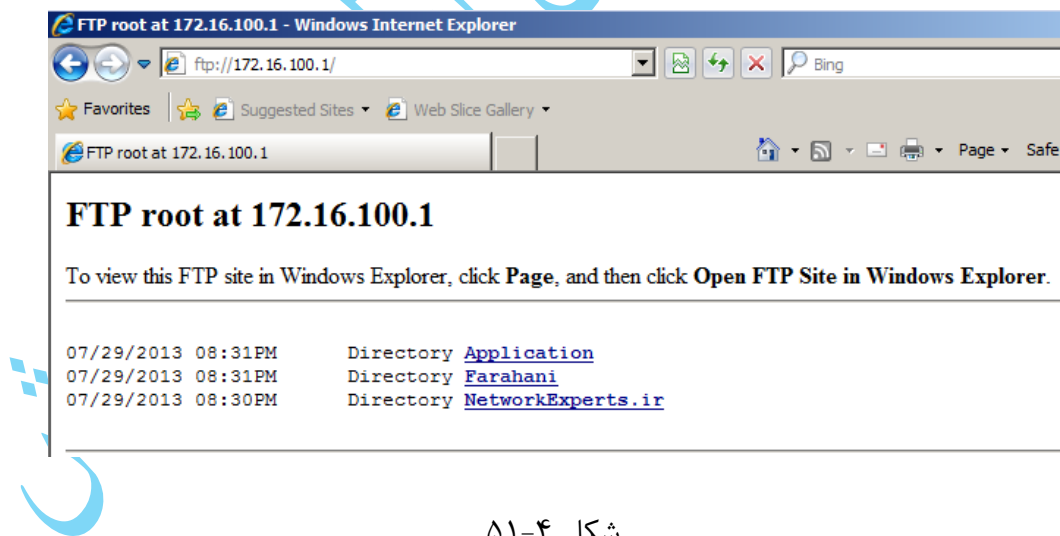 FTP root at 172.16.100.1 - Windows Internet Explorer
ftp://172.16.100.1/
Bing
Favorites
Suggested Sites
Web Slice Gallery
FTP root at 172.16.100.1
Page
Safe
FTP root at 172.16.100.1
To view this FTP site in Windows Explorer, click Page, and then click Open FTP Site in Windows Explorer.
07/29/2013 08:31PM Directory Application
07/29/2013 08:31PM Directory Farahani
07/29/2013 08:30PM Directory NetworkExperts.ir
شکل ۴-۵۱